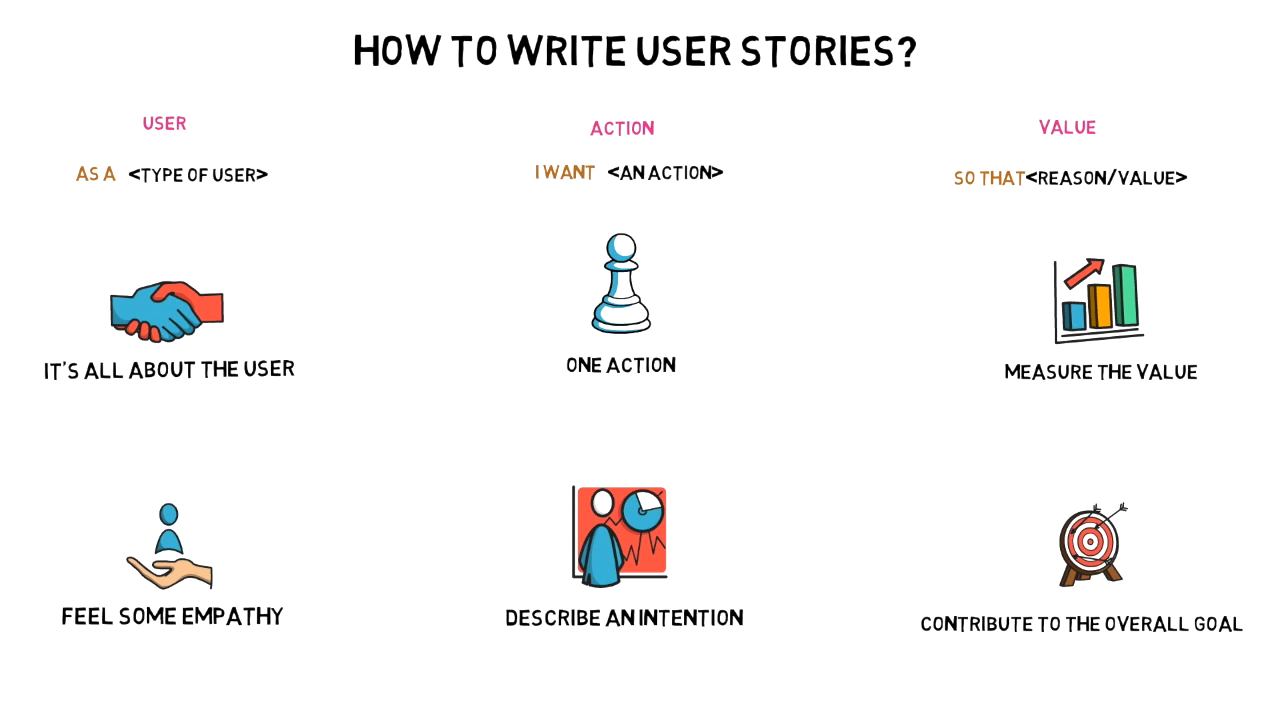 HOW TO WRITE USER STORIES?
USER
ACTION
VALUE
AS A <TYPE OF USER>
I WANT <AN ACTION>
SO THAT<REASON/VALUE>
IT'S ALL ABOUT THE USER
ONE ACTION
MEASURE THE VALUE
FEEL SOME EMPATHY
DESCRIBE AN INTENTION
CONTRIBUTE TO THE OVERALL GOAL